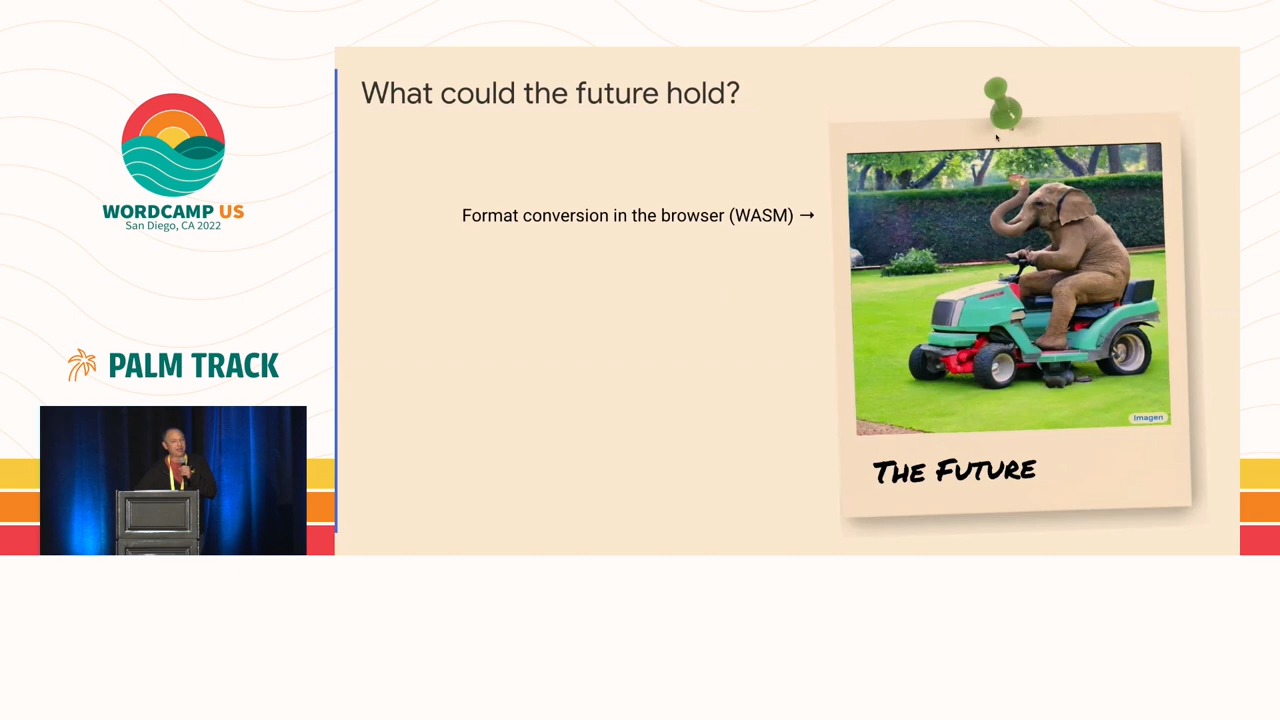 WORDCAMP US
San Diego, CA 2022
PALM TRACK
What could the future hold?
Format conversion in the browser (WASM) →
Imagen
THE FUTURE